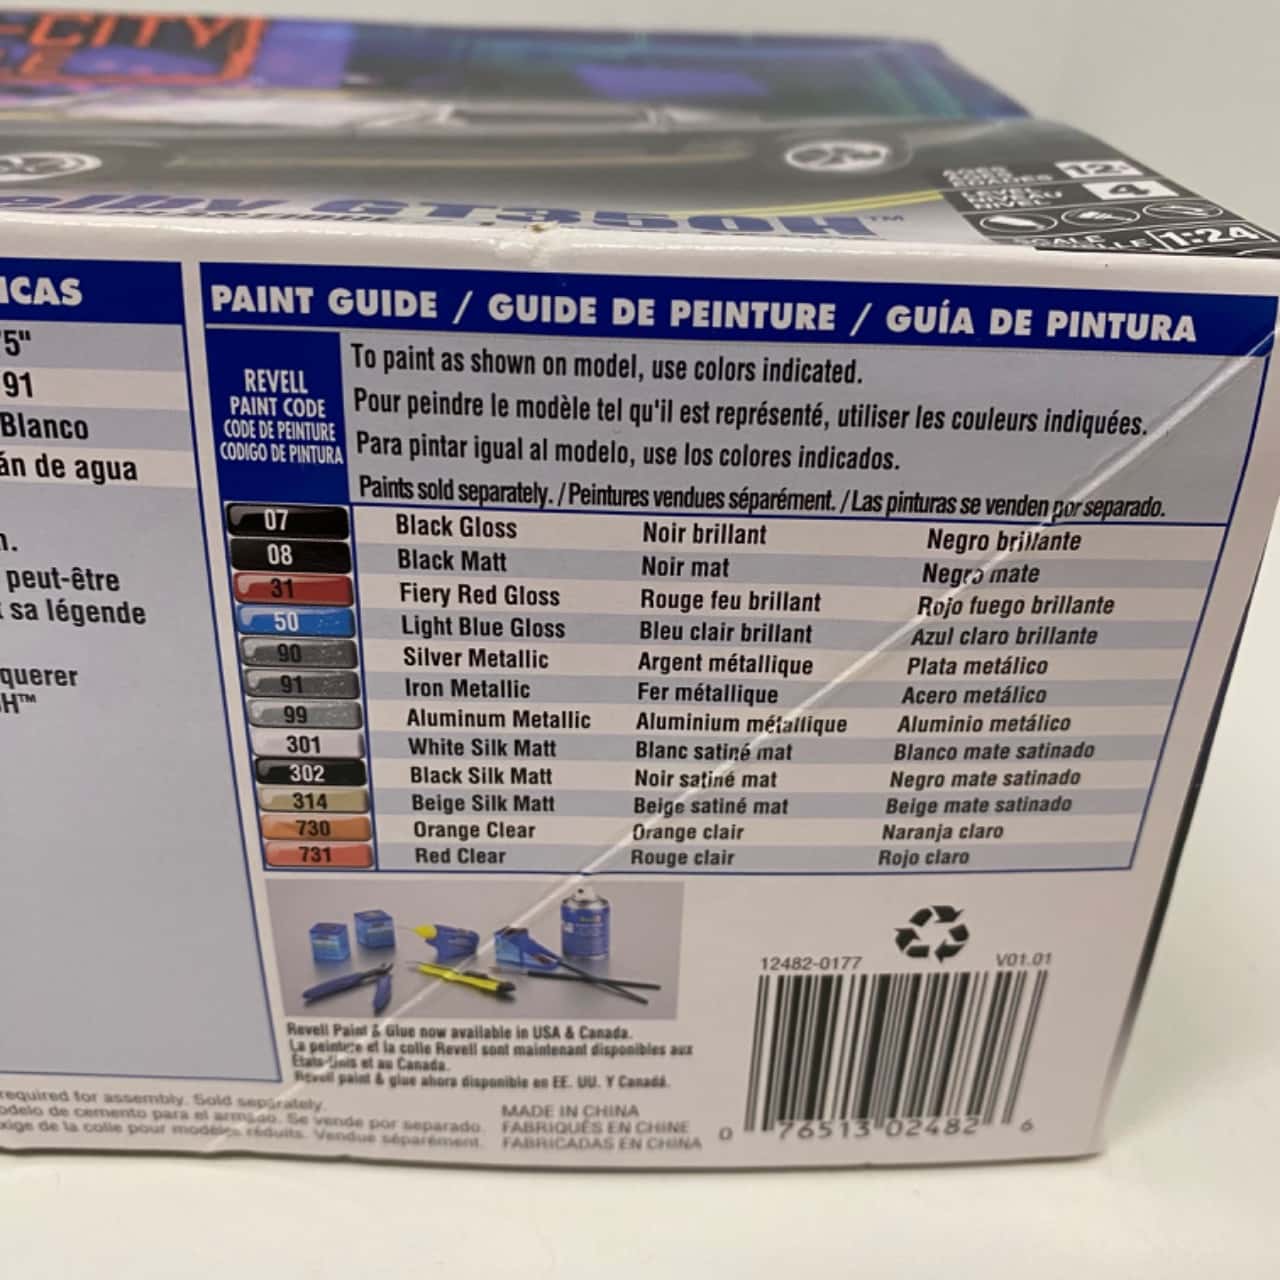 -CITY
elby GT350H™
12+
4
1:24
ICAS
'5"
91
Blanco
án de agua
peut-être
sa légende
querer
H™
PAINT GUIDE / GUIDE DE PEINTURE / GUÍA DE PINTURA
REVELL
PAINT CODE
CODE DE PEINTURE
CODIGO DE PINTURA
To paint as shown on model, use colors indicated.
Pour peindre le modèle tel qu'il est représenté, utiliser les couleurs indiquées.
Para pintar igual al modelo, use los colores indicados.
Paints sold separately. / Peintures vendues séparément. / Las pinturas se venden por separado.
07 Black Gloss Noir brillant Negro brillante
08 Black Matt Noir mat Negro mate
31 Fiery Red Gloss Rouge feu brillant Rojo fuego brillante
50 Light Blue Gloss Bleu clair brillant Azul claro brillante
90 Silver Metallic Argent métallique Plata metálico
91 Iron Metallic Fer métallique Acero metálico
99 Aluminum Metallic Aluminium métallique Aluminio metálico
301 White Silk Matt Blanc satiné mat Blanco mate satinado
302 Black Silk Matt Noir satiné mat Negro mate satinado
314 Beige Silk Matt Beige satiné mat Beige mate satinado
730 Orange Clear Orange clair Naranja claro
731 Red Clear Rouge clair Rojo claro
Revell Paint & Glue now available in USA & Canada.
La peinture et la colle Revell sont maintenant disponibles aux
États-Unis et au Canada.
Revell paint & glue ahora disponible en EE. UU. Y Canadá.
required for assembly. Sold separately.
odelo de cemento para el armado. Se vende por separado.
xige de la colle pour modèles réduits. Vendue séparément.
MADE IN CHINA
FABRIQUÉS EN CHINE
FABRICADAS EN CHINA
12482-0177
V01.01
0 76513 02482 6